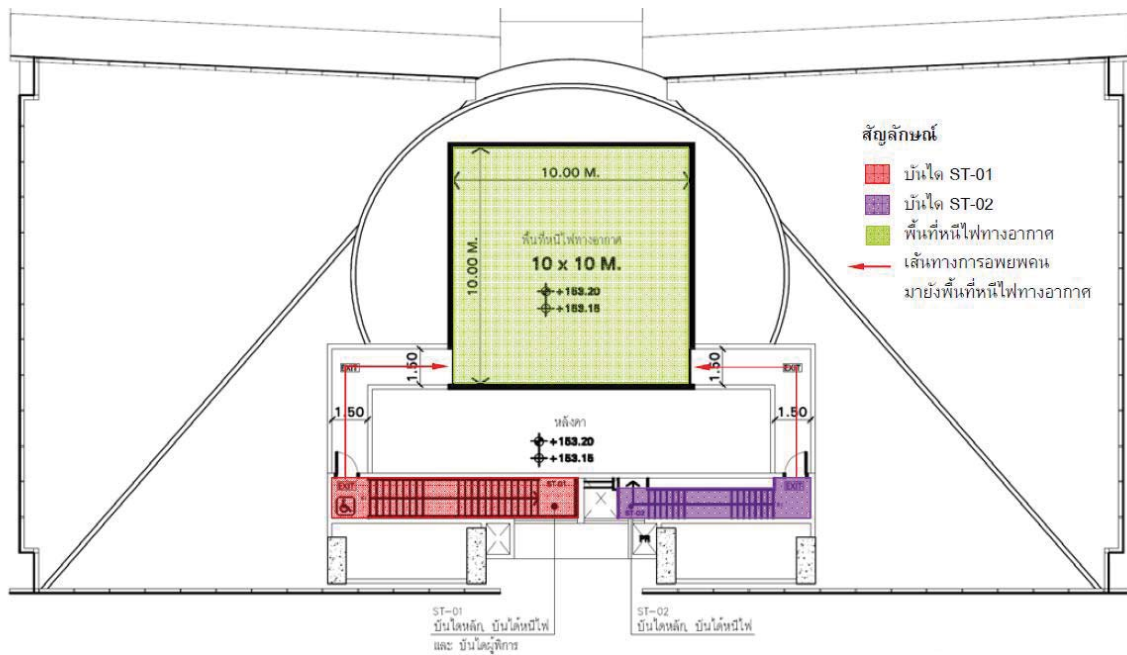 สัญลักษณ์
บันได ST-01
บันได ST-02
พื้นที่หนีไฟทางอากาศ
เส้นทางการอพยพคน
มายังพื้นที่หนีไฟทางอากาศ
10.00 M.
10.00 M.
พื้นที่หนีไฟทางอากาศ
10 x 10 M.
+153.20
+153.15
EXIT
1.50
1.50
EXIT
1.50
1.50
หลังคา
+153.20
+153.15
EXIT
ST-01
ST-02
EXIT
ST-01
บันไดหลัก, บันได้หนีไฟ
และ บันไดผู้พิการ
ST-02
บันไดหลัก, บันได้หนีไฟ